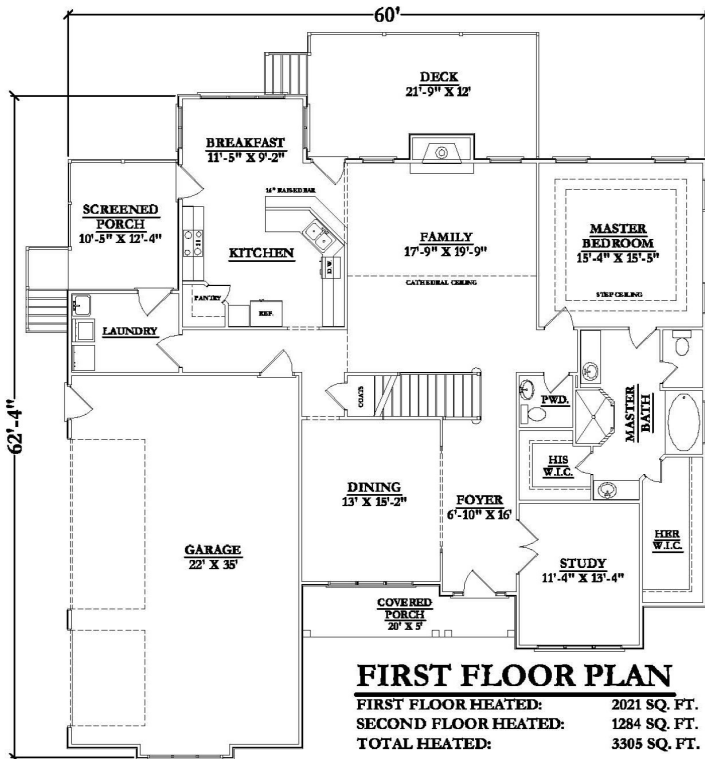 60'
DECK
21'-9" X 12'
BREAKFAST
11'-5" X 9'-2"
16" RAISED BAR
SCREENED
PORCH
10'-5" X 12'-4"
KITCHEN
D.W.
FAMILY
17'-9" X 19'-9"
CATHEDRAL CEILING
MASTER
BEDROOM
15'-4" X 15'-5"
STEP CEILING
PANTRY
REF.
LAUNDRY
62'-4"
COATS
PWD.
MASTER
BATH
HIS
W.I.C.
DINING
13' X 15'-2"
FOYER
6'-10" X 16'
HER
W.I.C.
GARAGE
22' X 35'
STUDY
11'-4" X 13'-4"
COVERED
PORCH
20' X 5'
FIRST FLOOR PLAN
FIRST FLOOR HEATED: 2021 SQ. FT.
SECOND FLOOR HEATED: 1284 SQ. FT.
TOTAL HEATED: 3305 SQ. FT.